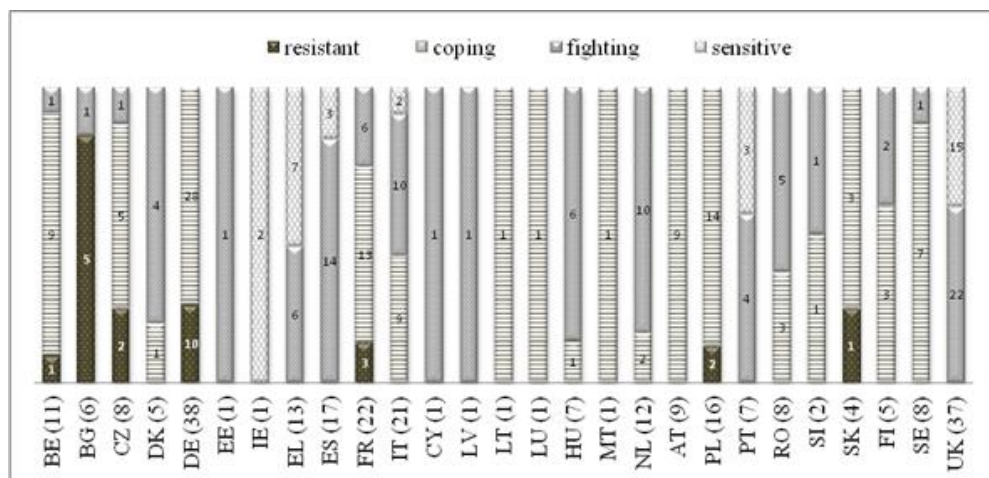 resistant coping fighting sensitive
1 1 1 3 2 1
6 2
7 15
5 4 28 6 5 1 3
9 1 2 14 10 1 1 1 1 6 1 10 9 14 3 7
5 13 4 3 22
6 9 3 1
2 10 1 2 1
1 1 3 2
BE (11) BG (6) CZ (8) DK (5) DE (38) EE (1) IE (1) EL (13) ES (17) FR (22) IT (21) CY (1) LV (1) LT (1) LU (1) HU (7) MT (1) NL (12) AT (9) PL (16) PT (7) RO (8) SI (2) SK (4) FI (5) SE (8) UK (37)